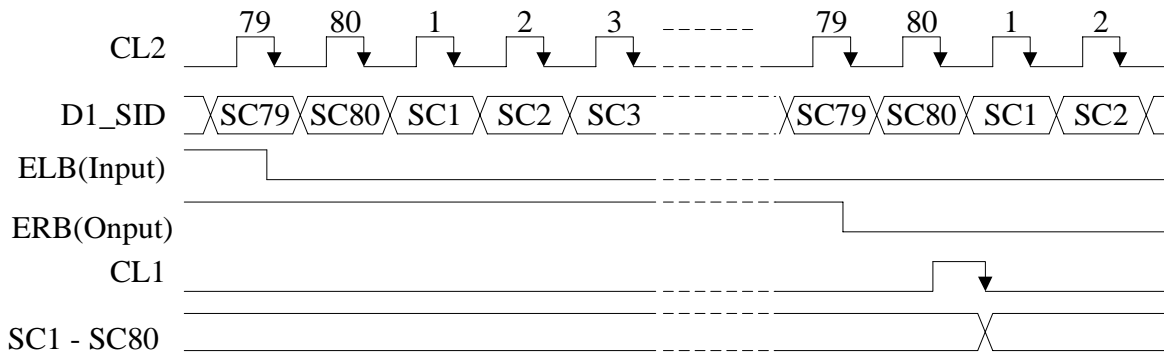 79 80 1 2 3 79 80 1 2
CL2
D1_SID SC79 SC80 SC1 SC2 SC3 SC79 SC80 SC1 SC2
ELB(Input)
ERB(Onput)
CL1
SC1 - SC80